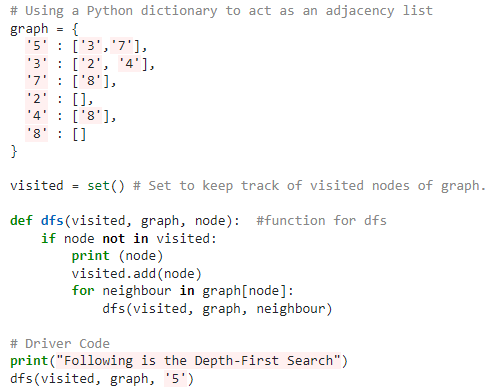 # Using a Python dictionary to act as an adjacency list
graph = {
  '5' : ['3','7'],
  '3' : ['2', '4'],
  '7' : ['8'],
  '2' : [],
  '4' : ['8'],
  '8' : []
}

visited = set() # Set to keep track of visited nodes of graph.

def dfs(visited, graph, node):  #function for dfs
    if node not in visited:
        print (node)
        visited.add(node)
        for neighbour in graph[node]:
            dfs(visited, graph, neighbour)

# Driver Code
print("Following is the Depth-First Search")
dfs(visited, graph, '5')